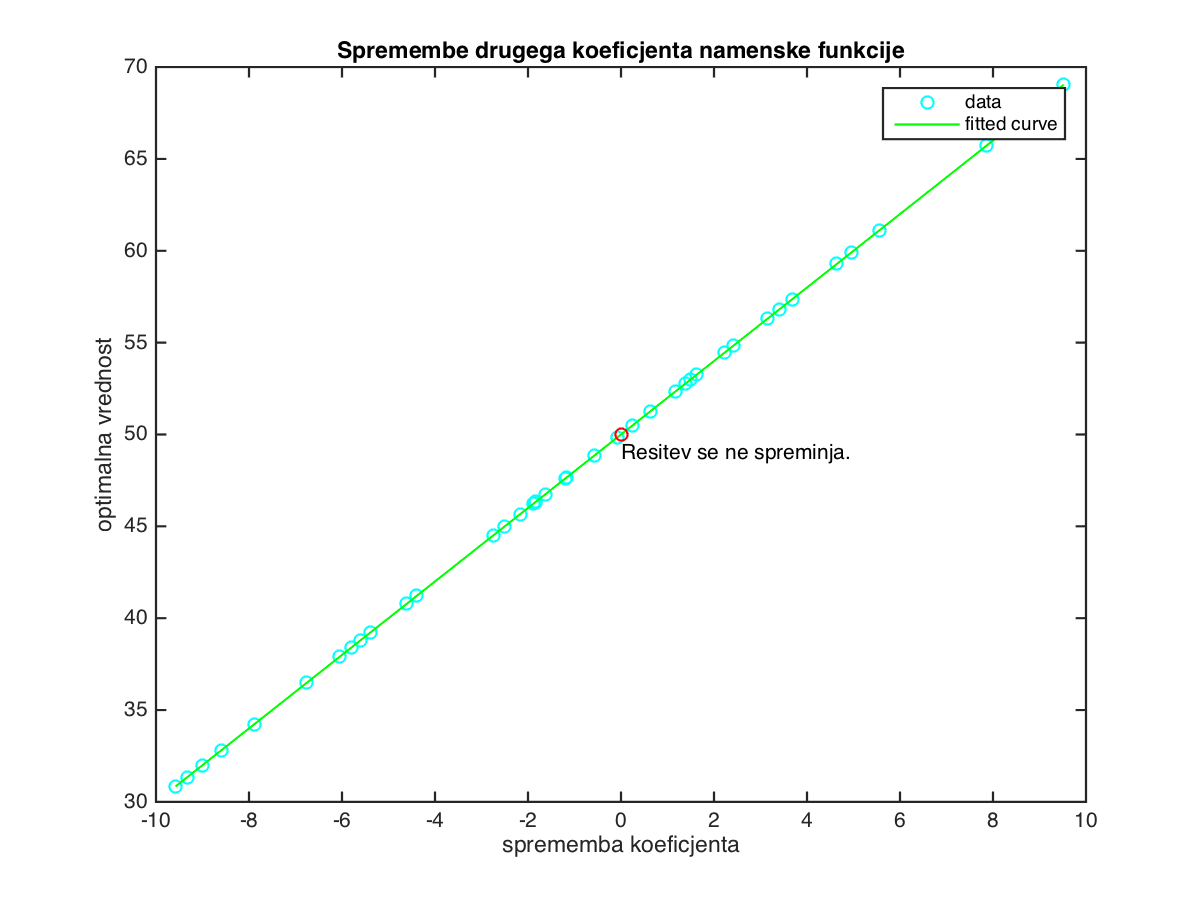 Spremembe drugega koeficjenta namenske funkcije
70
65
60
55
50
45
40
35
30
optimalna vrednost
data
fitted curve
Resitev se ne spreminja.
-10 -8 -6 -4 -2 0 2 4 6 8 10
sprememba koeficjenta